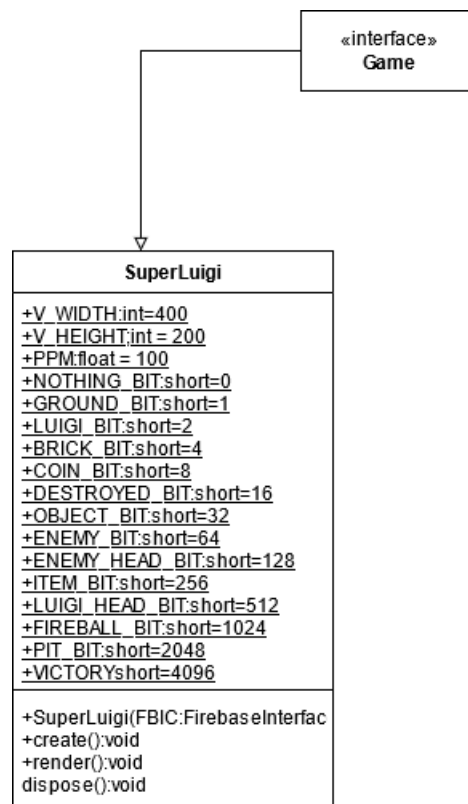 «interface»
Game
SuperLuigi
+V_WIDTH:int=400
+V_HEIGHT;int = 200
+PPM:float = 100
+NOTHING_BIT:short=0
+GROUND_BIT:short=1
+LUIGI_BIT:short=2
+BRICK_BIT:short=4
+COIN_BIT:short=8
+DESTROYED_BIT:short=16
+OBJECT_BIT:short=32
+ENEMY_BIT:short=64
+ENEMY_HEAD_BIT:short=128
+ITEM_BIT:short=256
+LUIGI_HEAD_BIT:short=512
+FIREBALL_BIT:short=1024
+PIT_BIT:short=2048
+VICTORYshort=4096
+SuperLuigi(FBIC:FirebaseInterfac
+create():void
+render():void
dispose():void